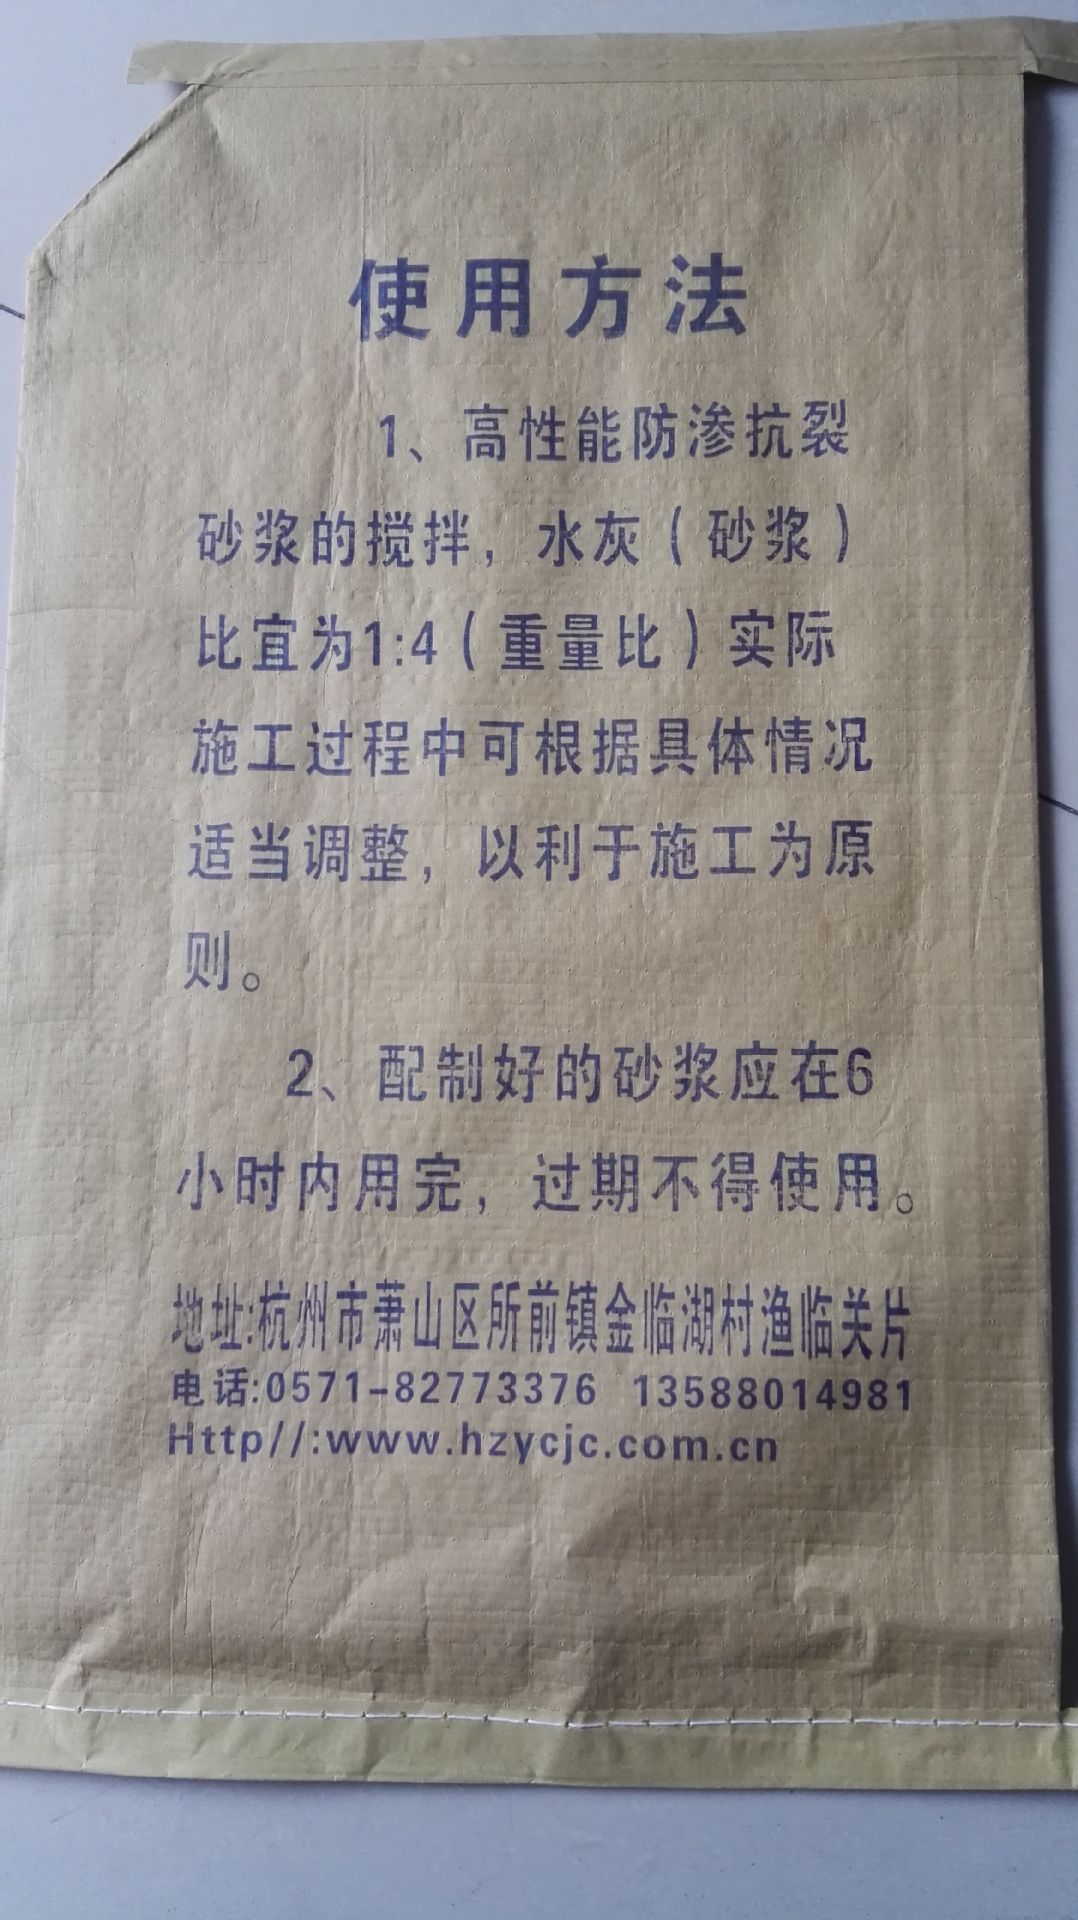 使用方法
1、高性能防渗抗裂
砂浆的搅拌，水灰（砂浆）
比宜为1:4（重量比）实际
施工过程中可根据具体情况
适当调整，以利于施工为原
则。
2、配制好的砂浆应在6
小时内用完，过期不得使用。
地址:杭州市萧山区所前镇金临湖村渔临关片
电话:0571-82773376 13588014981
Http//:www.hzycjc.com.cn